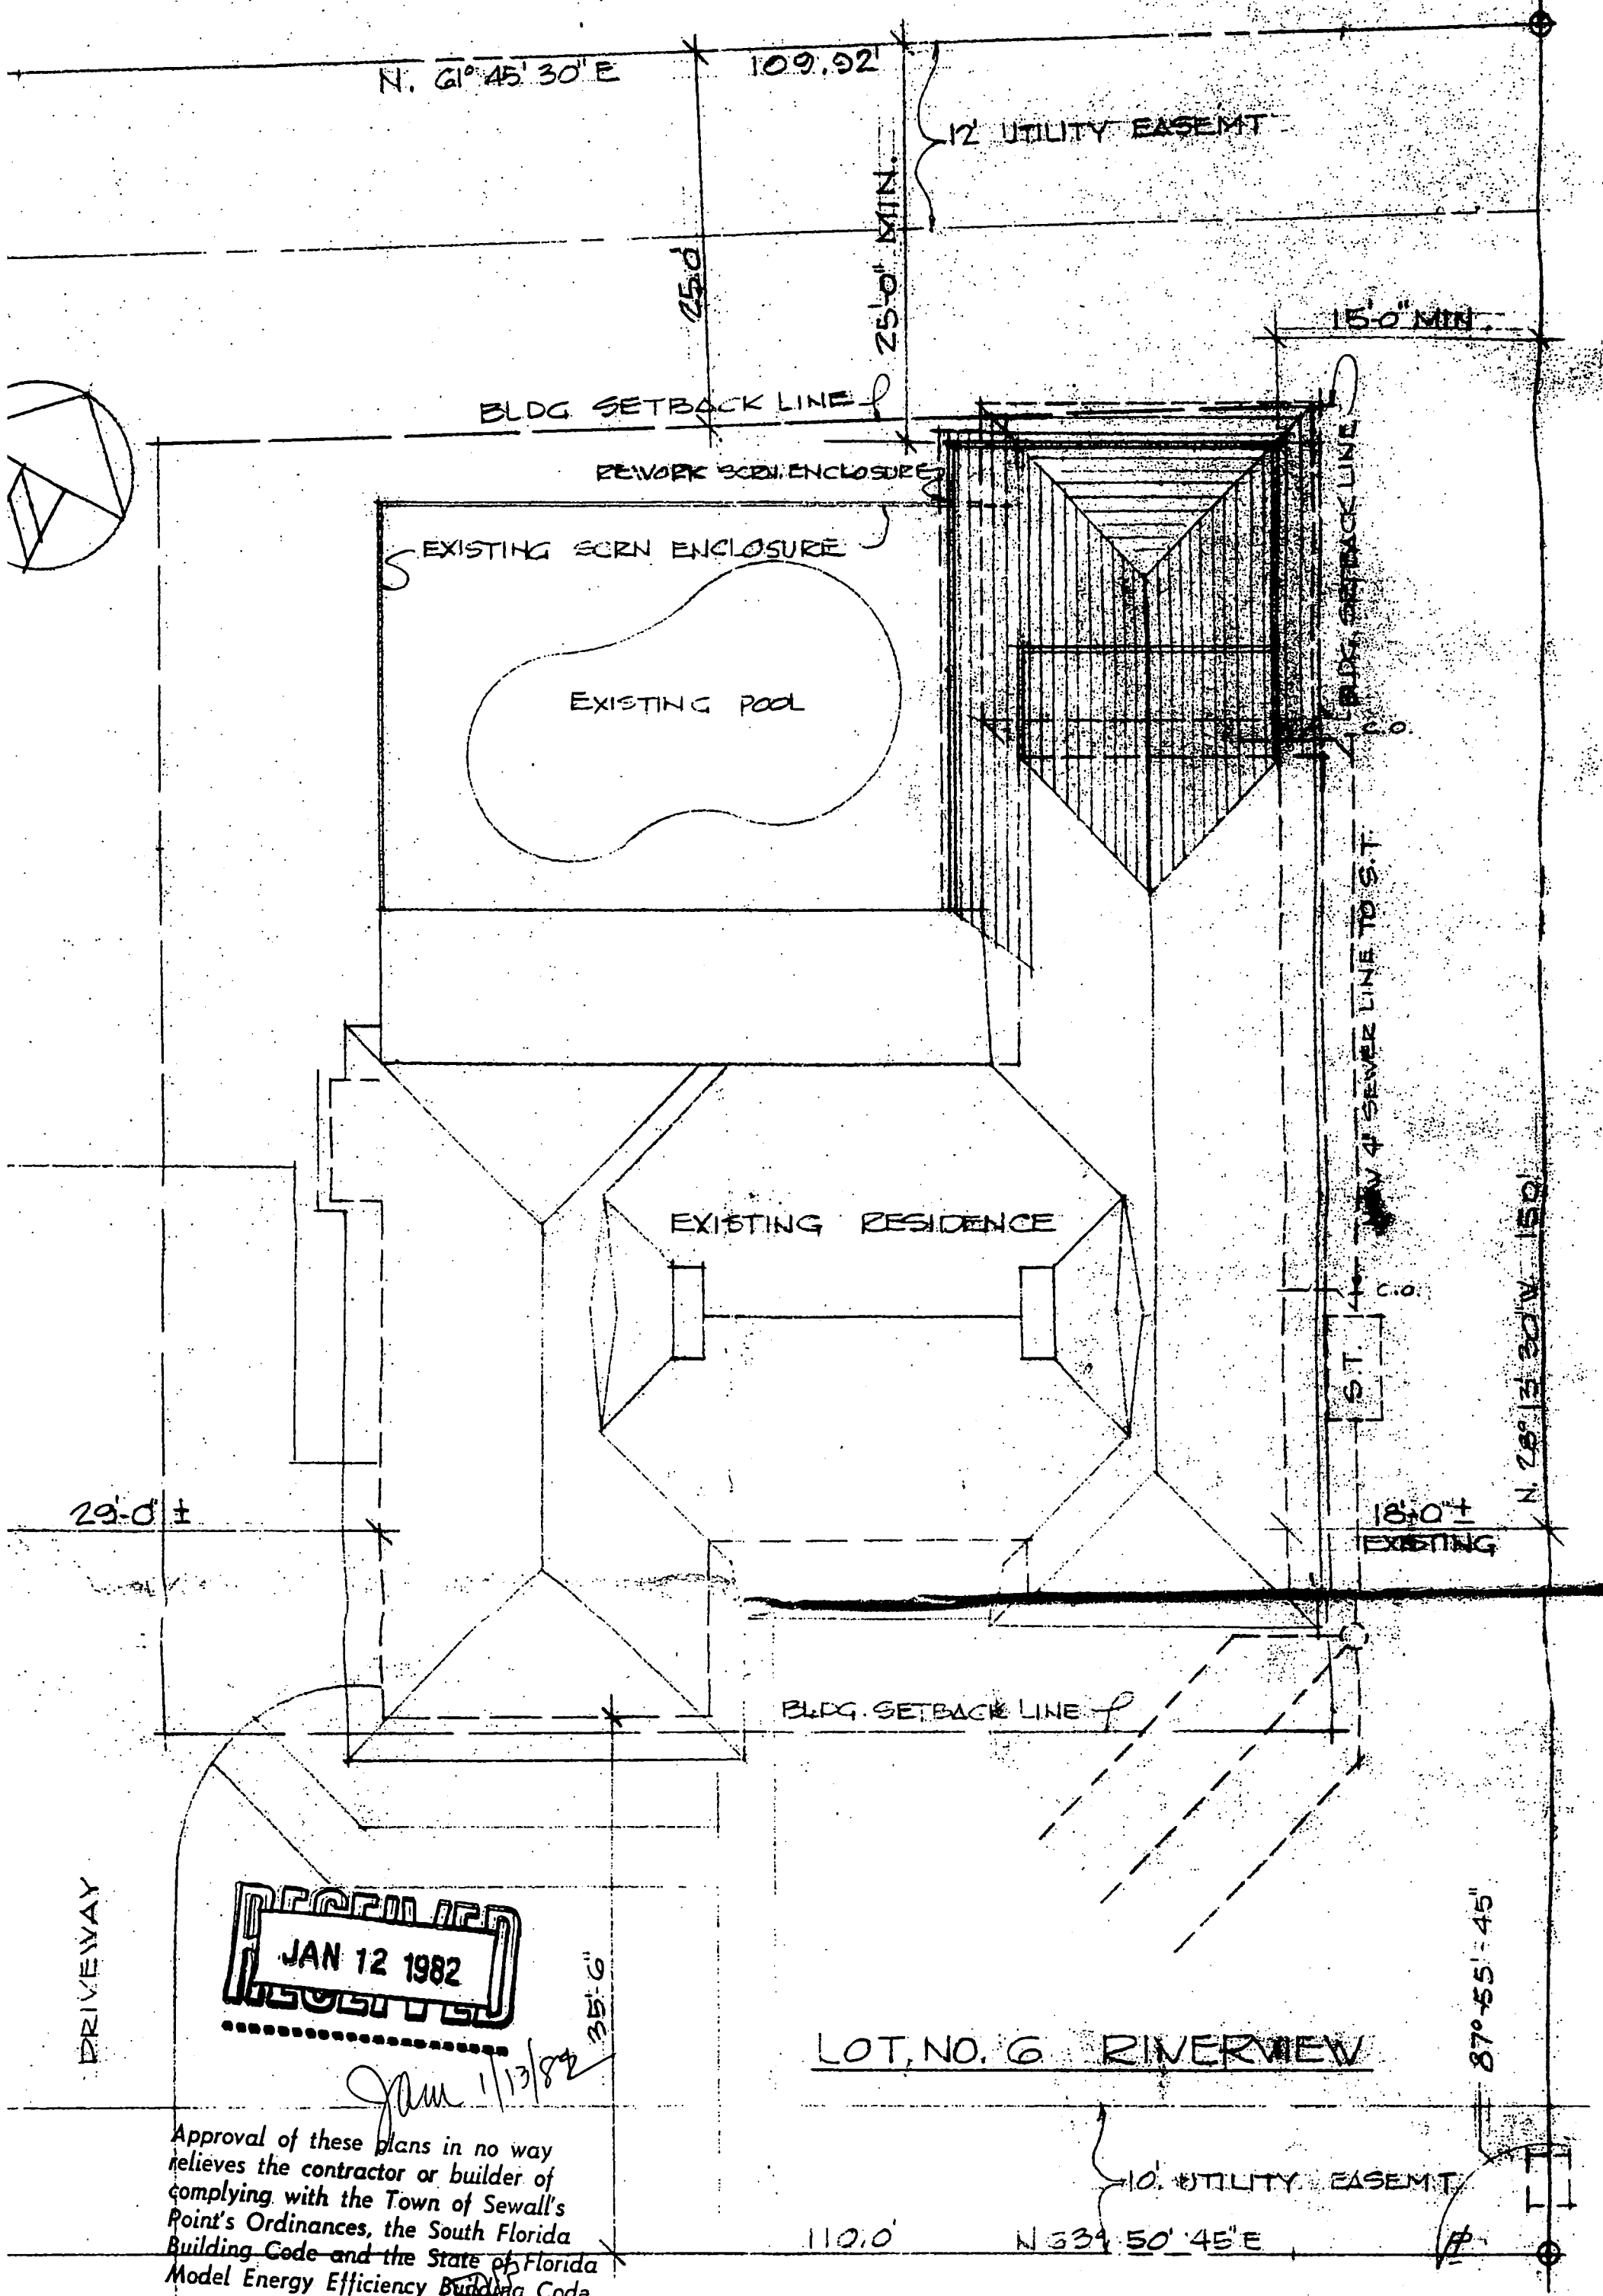 N. 61° 45' 30" E
109.92'
12' UTILITY EASEMT
25.0'
25'-0" MIN.
15'-0" MIN.
BLDG. SETBACK LINE
REWORK SCRN. ENCLOSURE
EXISTING SCRN ENCLOSURE
BLDG. SETBACK LINE
EXISTING POOL
C.O.
NEW 4" SEWER LINE TO S.T.
EXISTING RESIDENCE
C.O.
S.T.
N. 28° 13' 30" W 150'
29'-0" ±
18'-0" ±
EXISTING
BLDG. SETBACK LINE
DRIVEWAY
RECEIVED
JAN 12 1982
RECEIVED
35'-6"
1/13/82
LOT, NO. 6 RIVERVIEW
87°-55'-45"
Approval of these plans in no way
relieves the contractor or builder of
complying with the Town of Sewall's
Point's Ordinances, the South Florida
Building Code and the State of Florida
Model Energy Efficiency Building Code
10' UTILITY EASEMT.
110.0'
50' 45" E